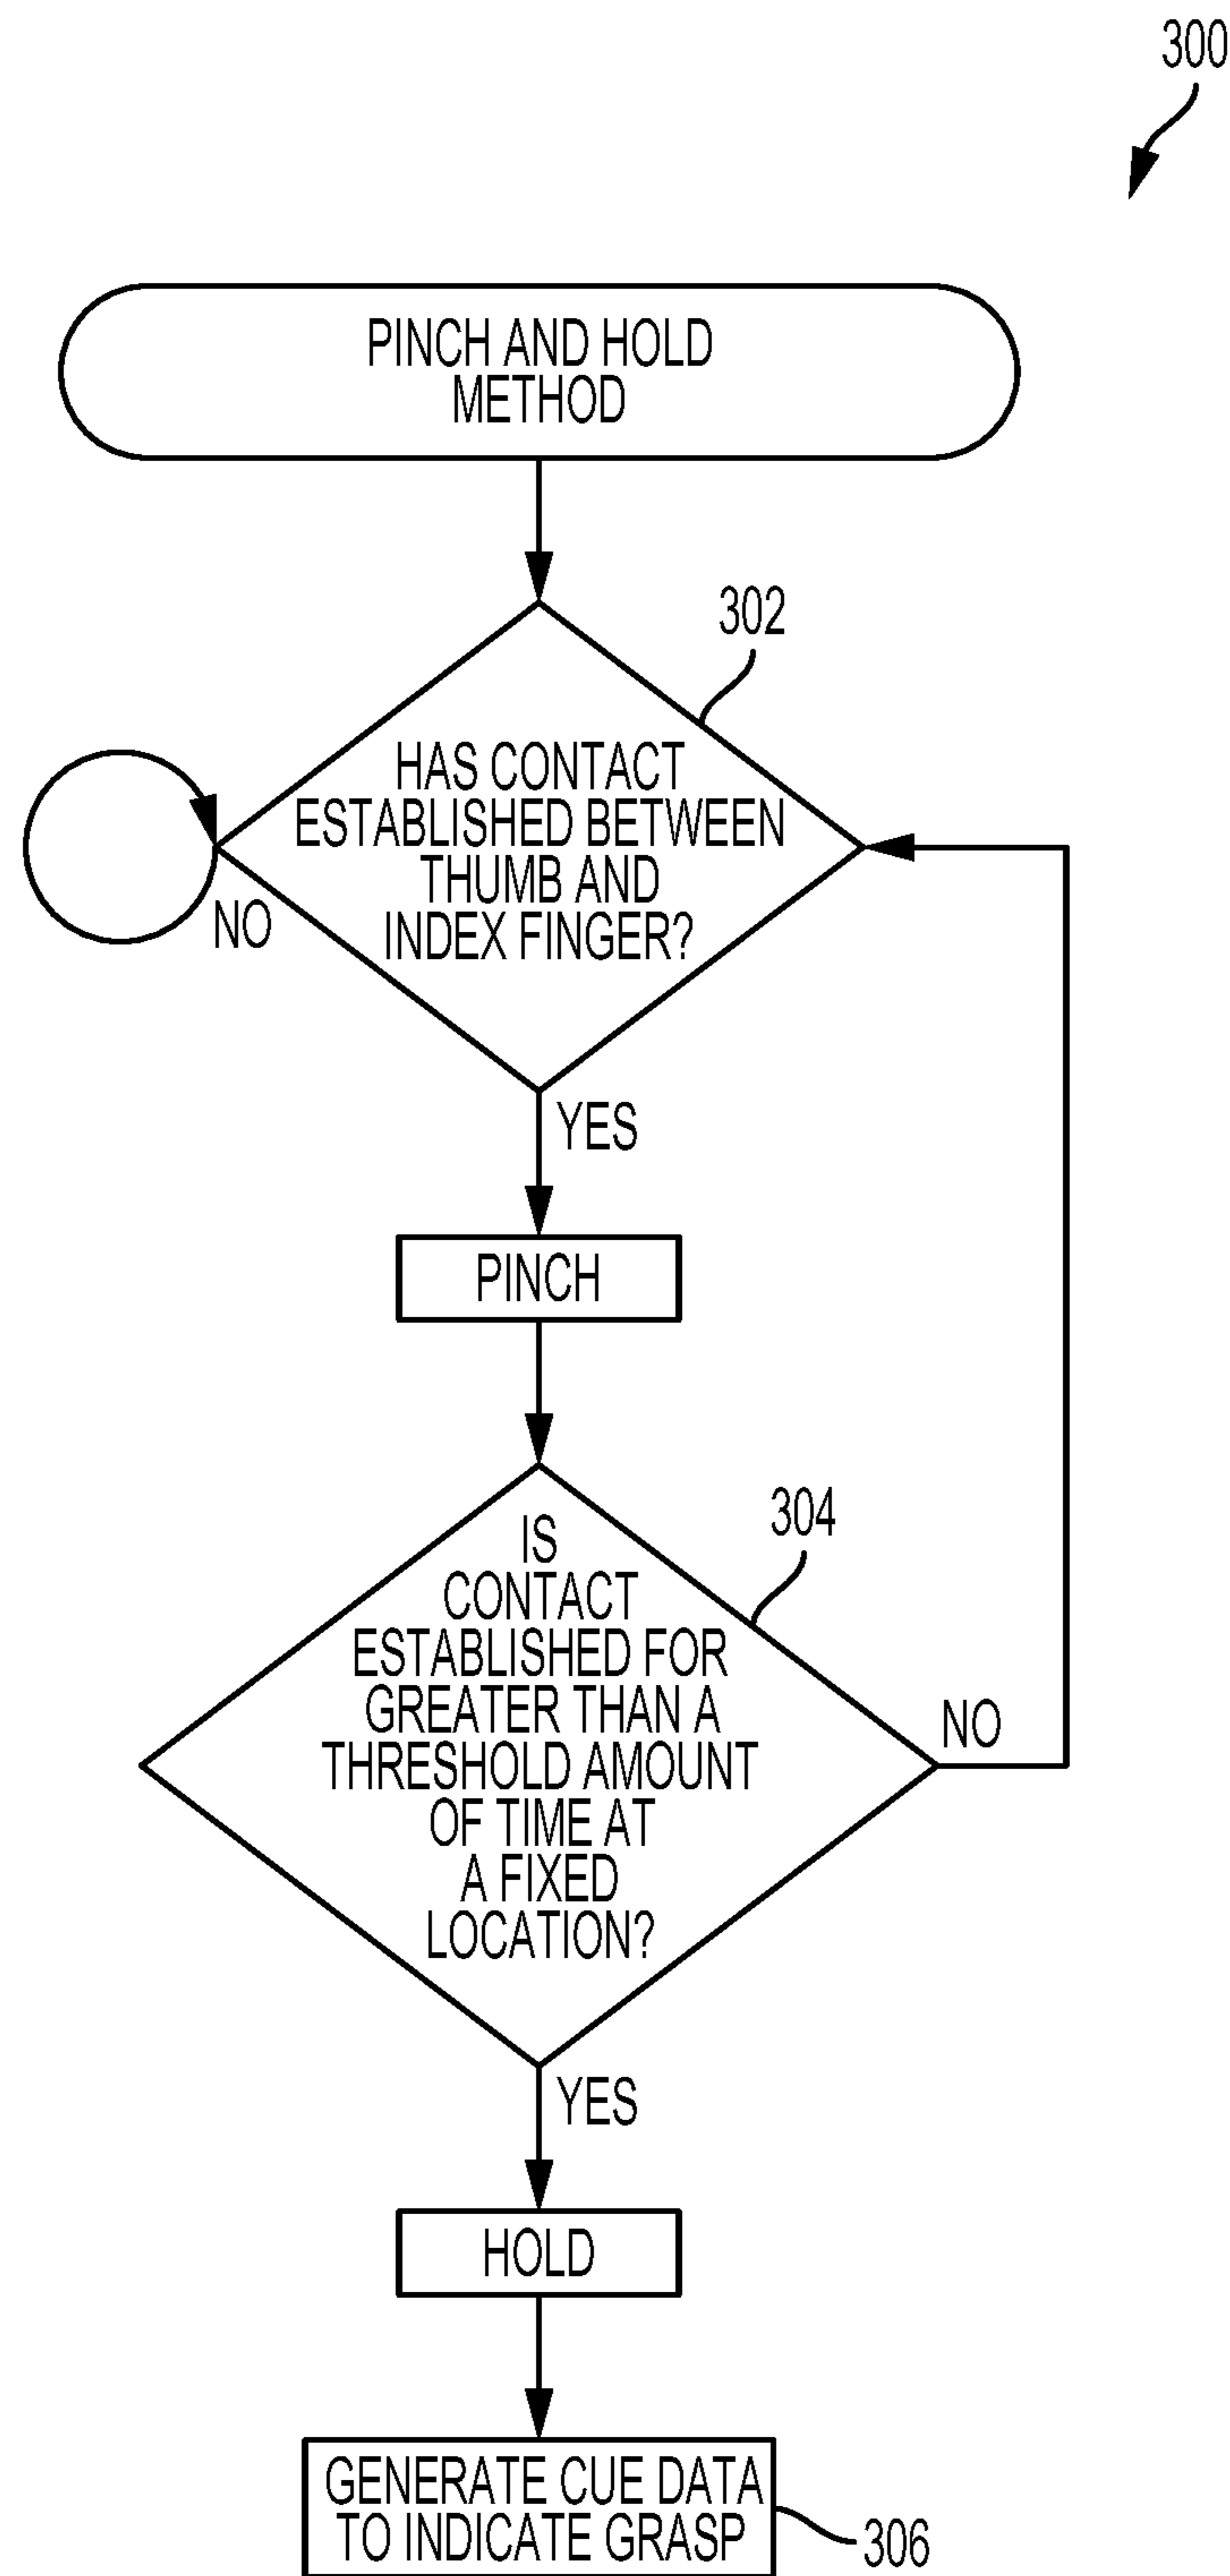 300
PINCH AND HOLD
METHOD
302
HAS CONTACT
ESTABLISHED BETWEEN
THUMB AND
INDEX FINGER?
NO
YES
PINCH
304
IS
CONTACT
ESTABLISHED FOR
GREATER THAN A
THRESHOLD AMOUNT
OF TIME AT
A FIXED
LOCATION?
NO
YES
HOLD
GENERATE CUE DATA
TO INDICATE GRASP
306